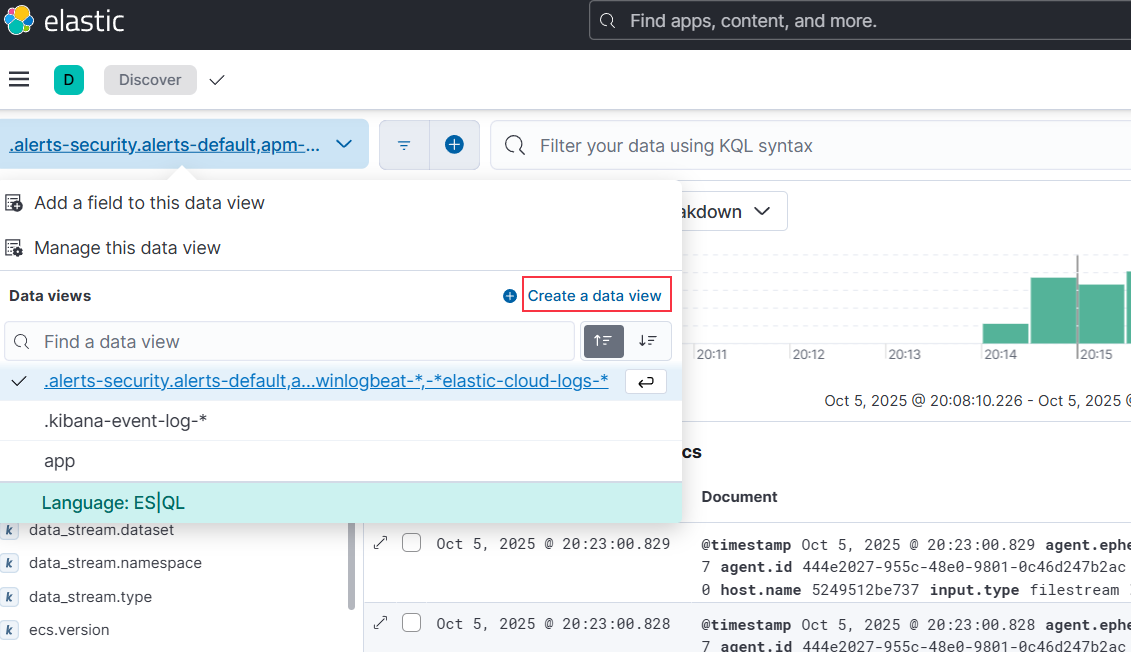 elastic
Find apps, content, and more.
D
Discover
.alerts-security.alerts-default,apm-...
Filter your data using KQL syntax
Add a field to this data view
Manage this data view
akdown
Data views
Create a data view
Find a data view
20:11 20:12 20:13 20:14 20:15
.alerts-security.alerts-default,a...winlogbeat-*,-*elastic-cloud-logs-*
Oct 5, 2025 @ 20:08:10.226 - Oct 5, 2025 @
.kibana-event-log-*
app
cs
Language: ES|QL
Document
k data_stream.dataset
Oct 5, 2025 @ 20:23:00.829
@timestamp Oct 5, 2025 @ 20:23:00.829 agent.ephe
k data_stream.namespace
7 agent.id 444e2027-955c-48e0-9801-0c46d247b2ac
0 host.name 5249512be737 input.type filestream
k data_stream.type
k ecs.version
Oct 5, 2025 @ 20:23:00.828
@timestamp Oct 5, 2025 @ 20:23:00.828 agent.ephe
7 agent.id 444e2027-955c-48e0-9801-0c46d247b2ac